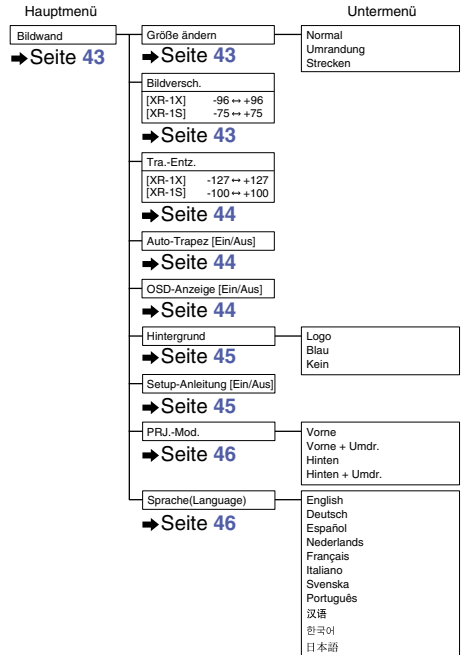 Hauptmenü
Untermenü
Bildwand
➡Seite 43
Größe ändern
➡Seite 43
Normal
Umrandung
Strecken
Bildversch.
[XR-1X] -96 ↔ +96
[XR-1S] -75 ↔ +75
➡Seite 43
Tra.-Entz.
[XR-1X] -127 ↔ +127
[XR-1S] -100 ↔ +100
➡Seite 44
Auto-Trapez [Ein/Aus]
➡Seite 44
OSD-Anzeige [Ein/Aus]
➡Seite 44
Hintergrund
➡Seite 45
Logo
Blau
Kein
Setup-Anleitung [Ein/Aus]
➡Seite 45
PRJ.-Mod.
➡Seite 46
Vorne
Vorne + Umdr.
Hinten
Hinten + Umdr.
Sprache(Language)
➡Seite 46
English
Deutsch
Español
Nederlands
Français
Italiano
Svenska
Português
汉语
한국어
日本語